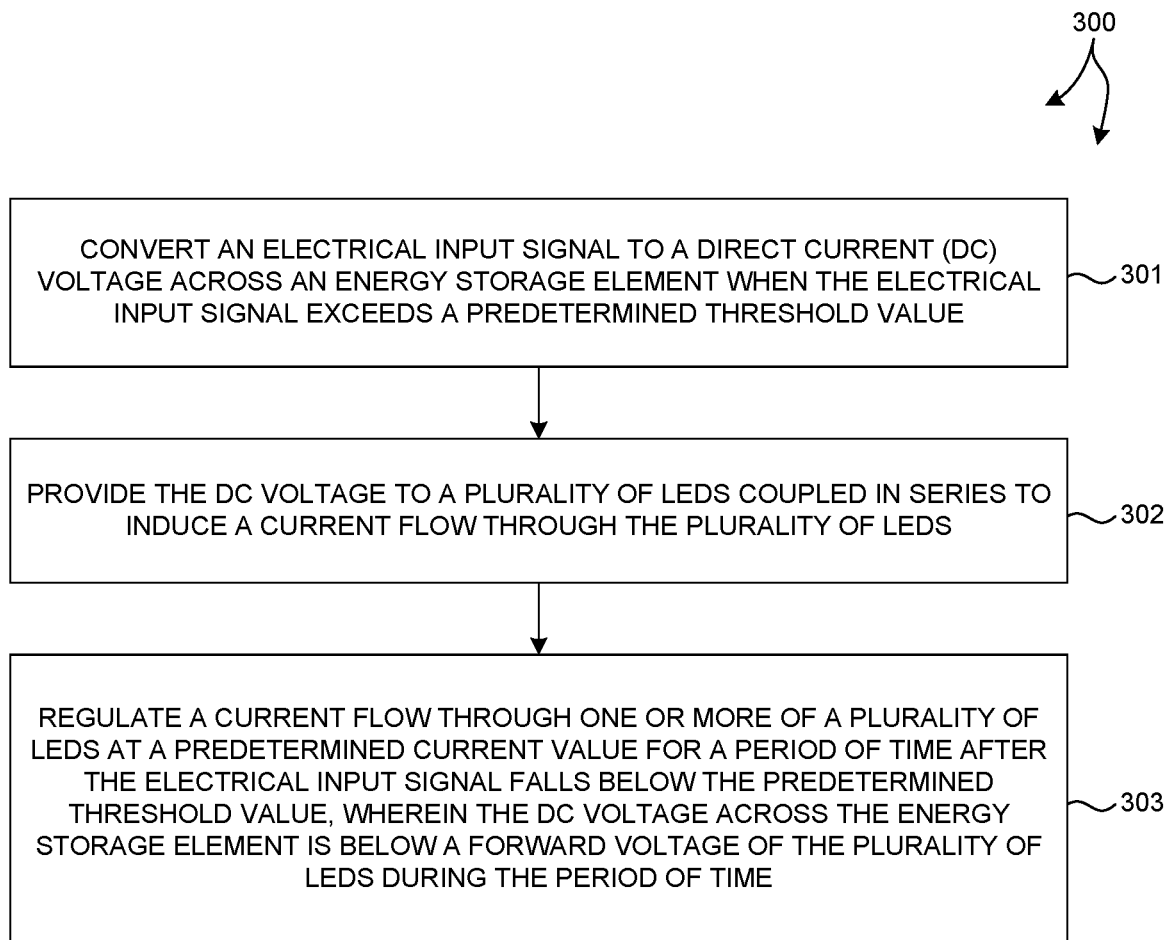 300
CONVERT AN ELECTRICAL INPUT SIGNAL TO A DIRECT CURRENT (DC)
VOLTAGE ACROSS AN ENERGY STORAGE ELEMENT WHEN THE ELECTRICAL
INPUT SIGNAL EXCEEDS A PREDETERMINED THRESHOLD VALUE
301
PROVIDE THE DC VOLTAGE TO A PLURALITY OF LEDS COUPLED IN SERIES TO
INDUCE A CURRENT FLOW THROUGH THE PLURALITY OF LEDS
302
REGULATE A CURRENT FLOW THROUGH ONE OR MORE OF A PLURALITY OF
LEDS AT A PREDETERMINED CURRENT VALUE FOR A PERIOD OF TIME AFTER
THE ELECTRICAL INPUT SIGNAL FALLS BELOW THE PREDETERMINED
THRESHOLD VALUE, WHEREIN THE DC VOLTAGE ACROSS THE ENERGY
STORAGE ELEMENT IS BELOW A FORWARD VOLTAGE OF THE PLURALITY OF
LEDS DURING THE PERIOD OF TIME
303